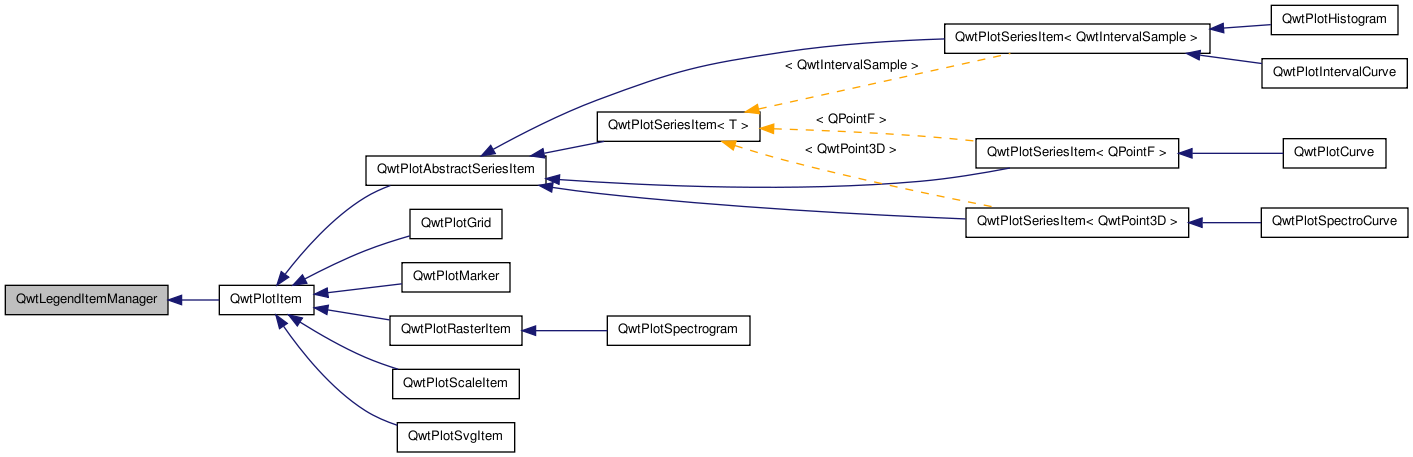 QwtPlotHistogram
QwtPlotSeriesItem< QwtIntervalSample >
< QwtIntervalSample >
QwtPlotIntervalCurve
QwtPlotSeriesItem< T >
< QPointF >
< QwtPoint3D >
QwtPlotSeriesItem< QPointF >
QwtPlotCurve
QwtPlotAbstractSeriesItem
QwtPlotGrid
QwtPlotSeriesItem< QwtPoint3D >
QwtPlotSpectroCurve
QwtPlotMarker
QwtLegendItemManager
QwtPlotItem
QwtPlotRasterItem
QwtPlotSpectrogram
QwtPlotScaleItem
QwtPlotSvgItem